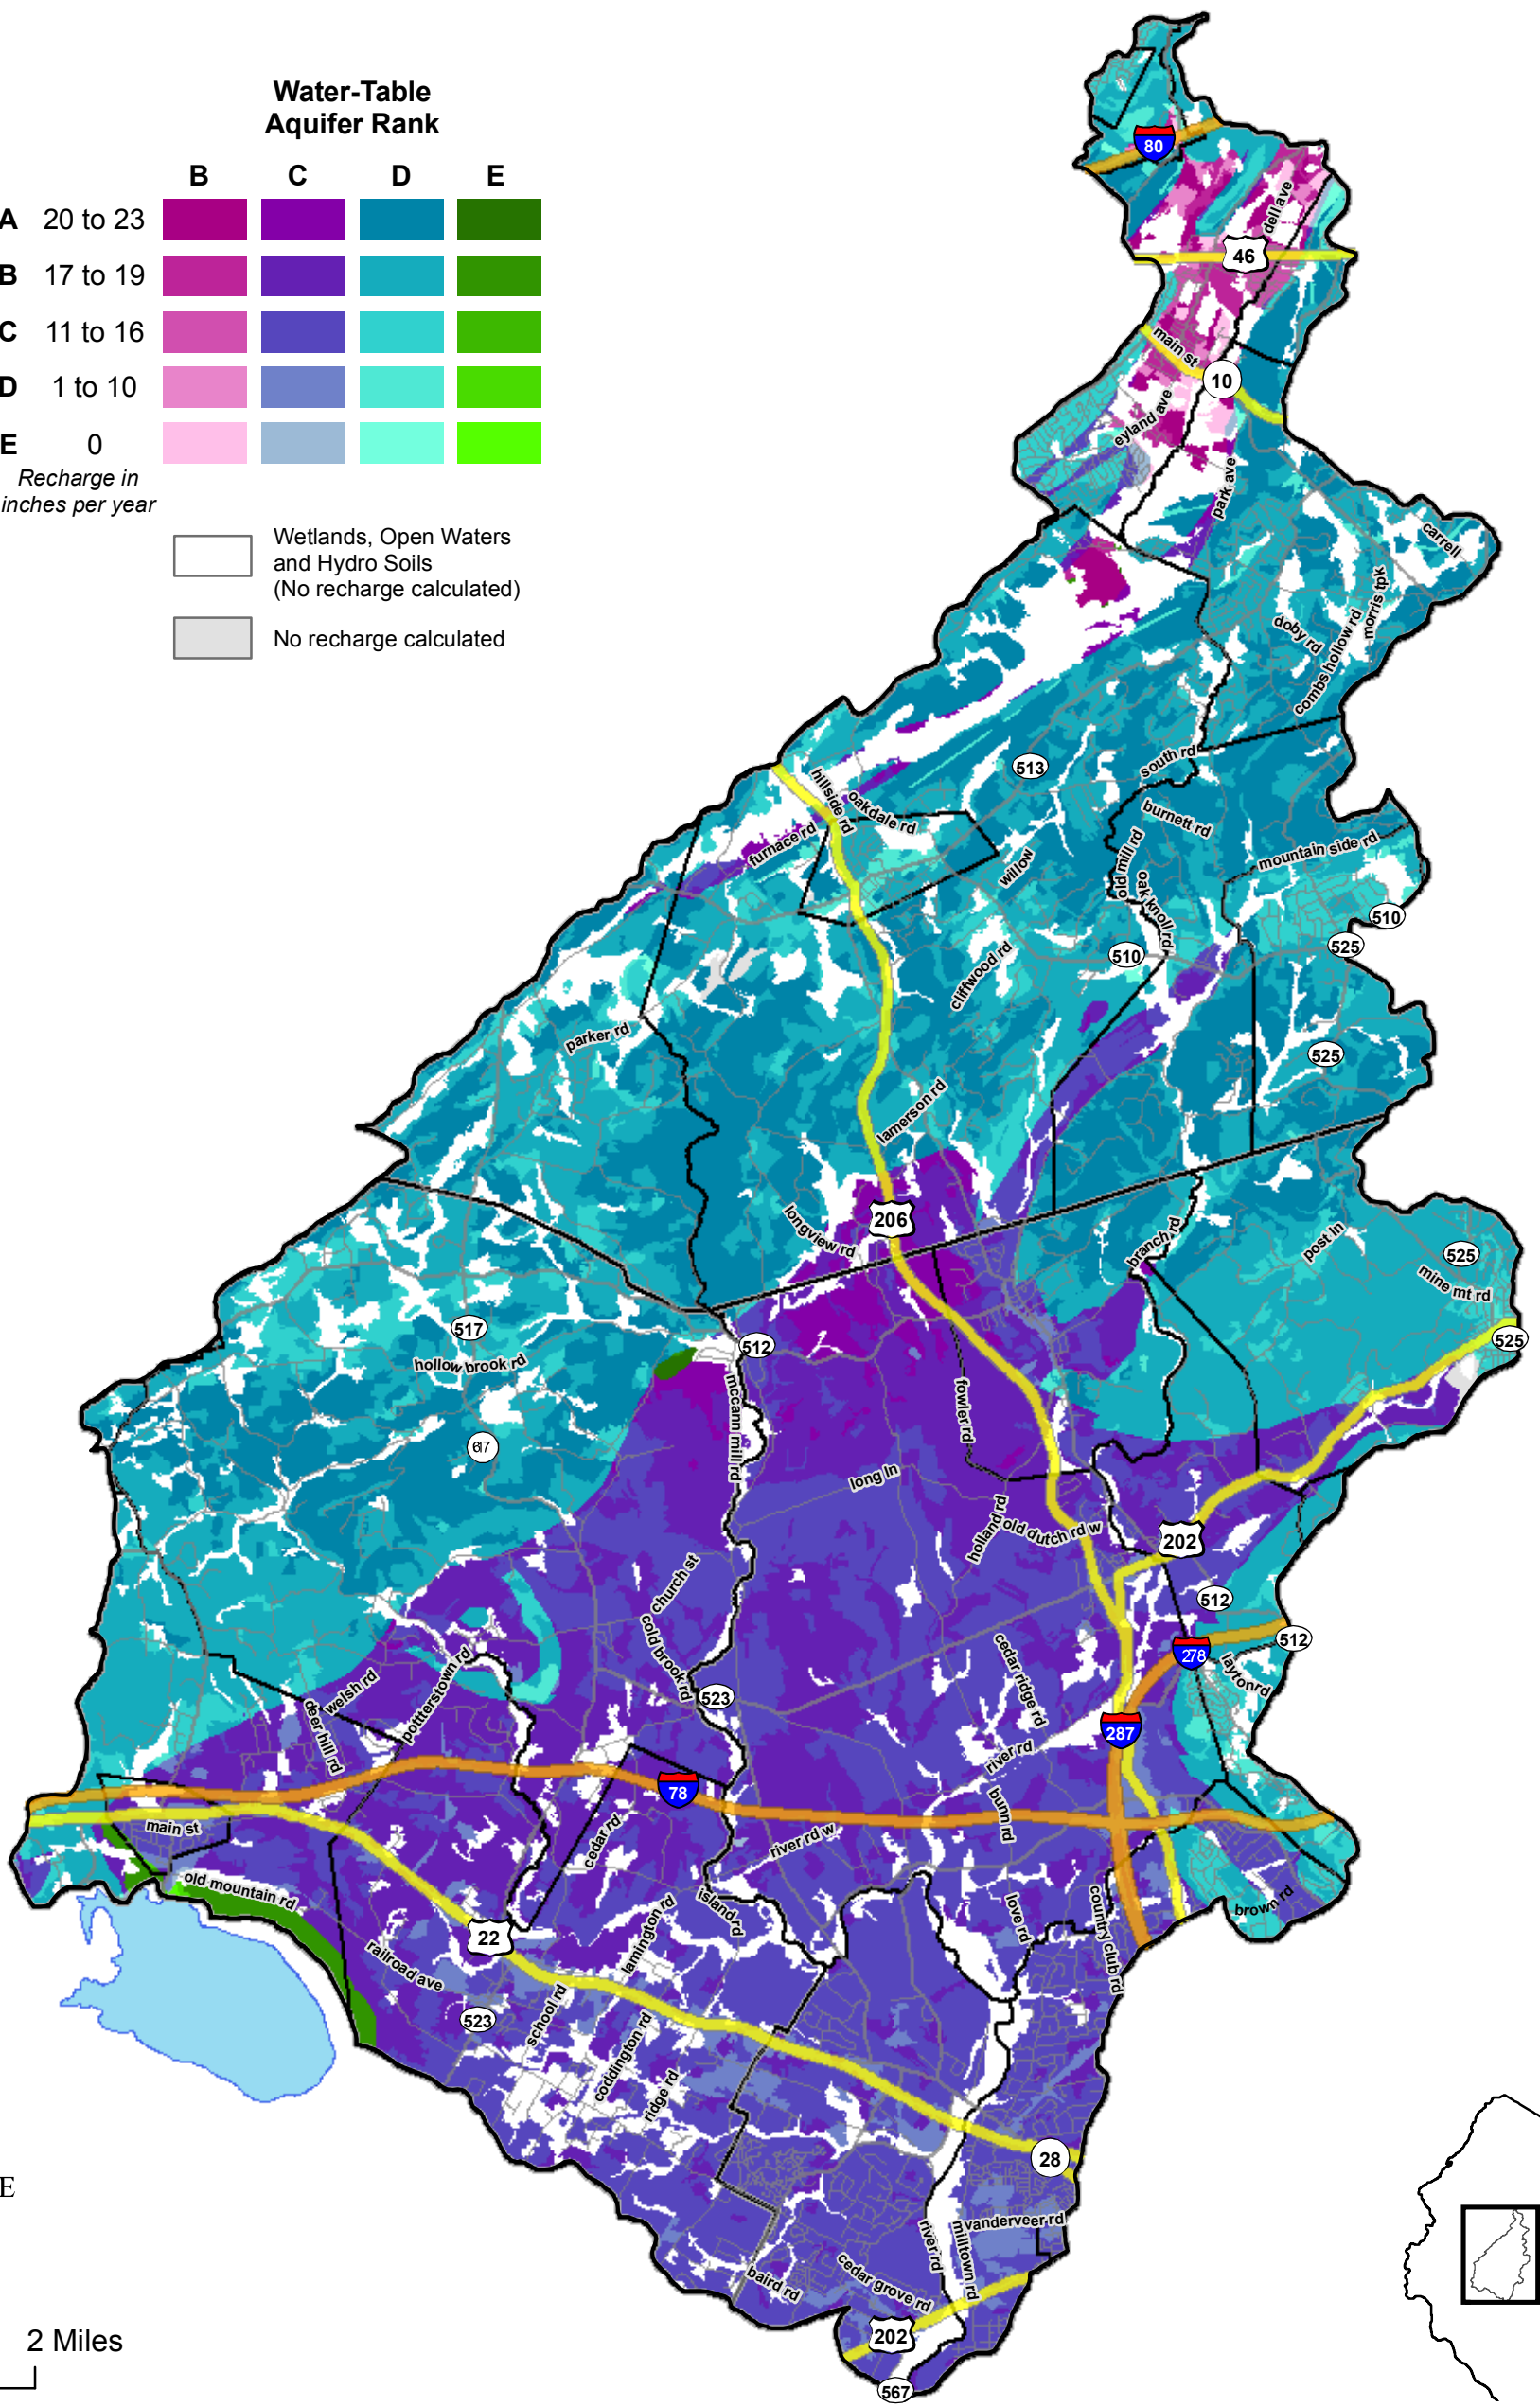 Water-Table
Aquifer Rank
B C D E
A 20 to 23
B 17 to 19
C 11 to 16
D 1 to 10
E 0
Recharge in
inches per year
Wetlands, Open Waters
and Hydro Soils
(No recharge calculated)
No recharge calculated
80
dell ave
46
main st
10
eyland ave
park ave
carrell
morris tpk
doby rd
combs hollow rd
513
south rd
hillside rd
oakdale rd
burnett rd
furnace rd
willow
old mill rd
mountain side rd
oak knoll rd
510
525
510
cliffwood rd
parker rd
525
lamerson rd
206
longview rd
branch rd
post ln
525
mine mt rd
517
512
525
hollow brook rd
mccann mill rd
fowler rd
617
long ln
holland rd
old dutch rd w
202
church st
512
cold brook rd
512
278
layton rd
cedar ridge rd
welsh rd
pottterstown rd
deer hill rd
523
287
river rd
78
main st
cedar rd
river rd w
bunn rd
old mountain rd
island rd
love rd
country club rd
brown rd
22
lamington rd
railroad ave
523
school rd
coddington rd
ridge rd
28
E
vanderveer rd
river rd
milltown rd
baird rd
cedar grove rd
202
2 Miles
567